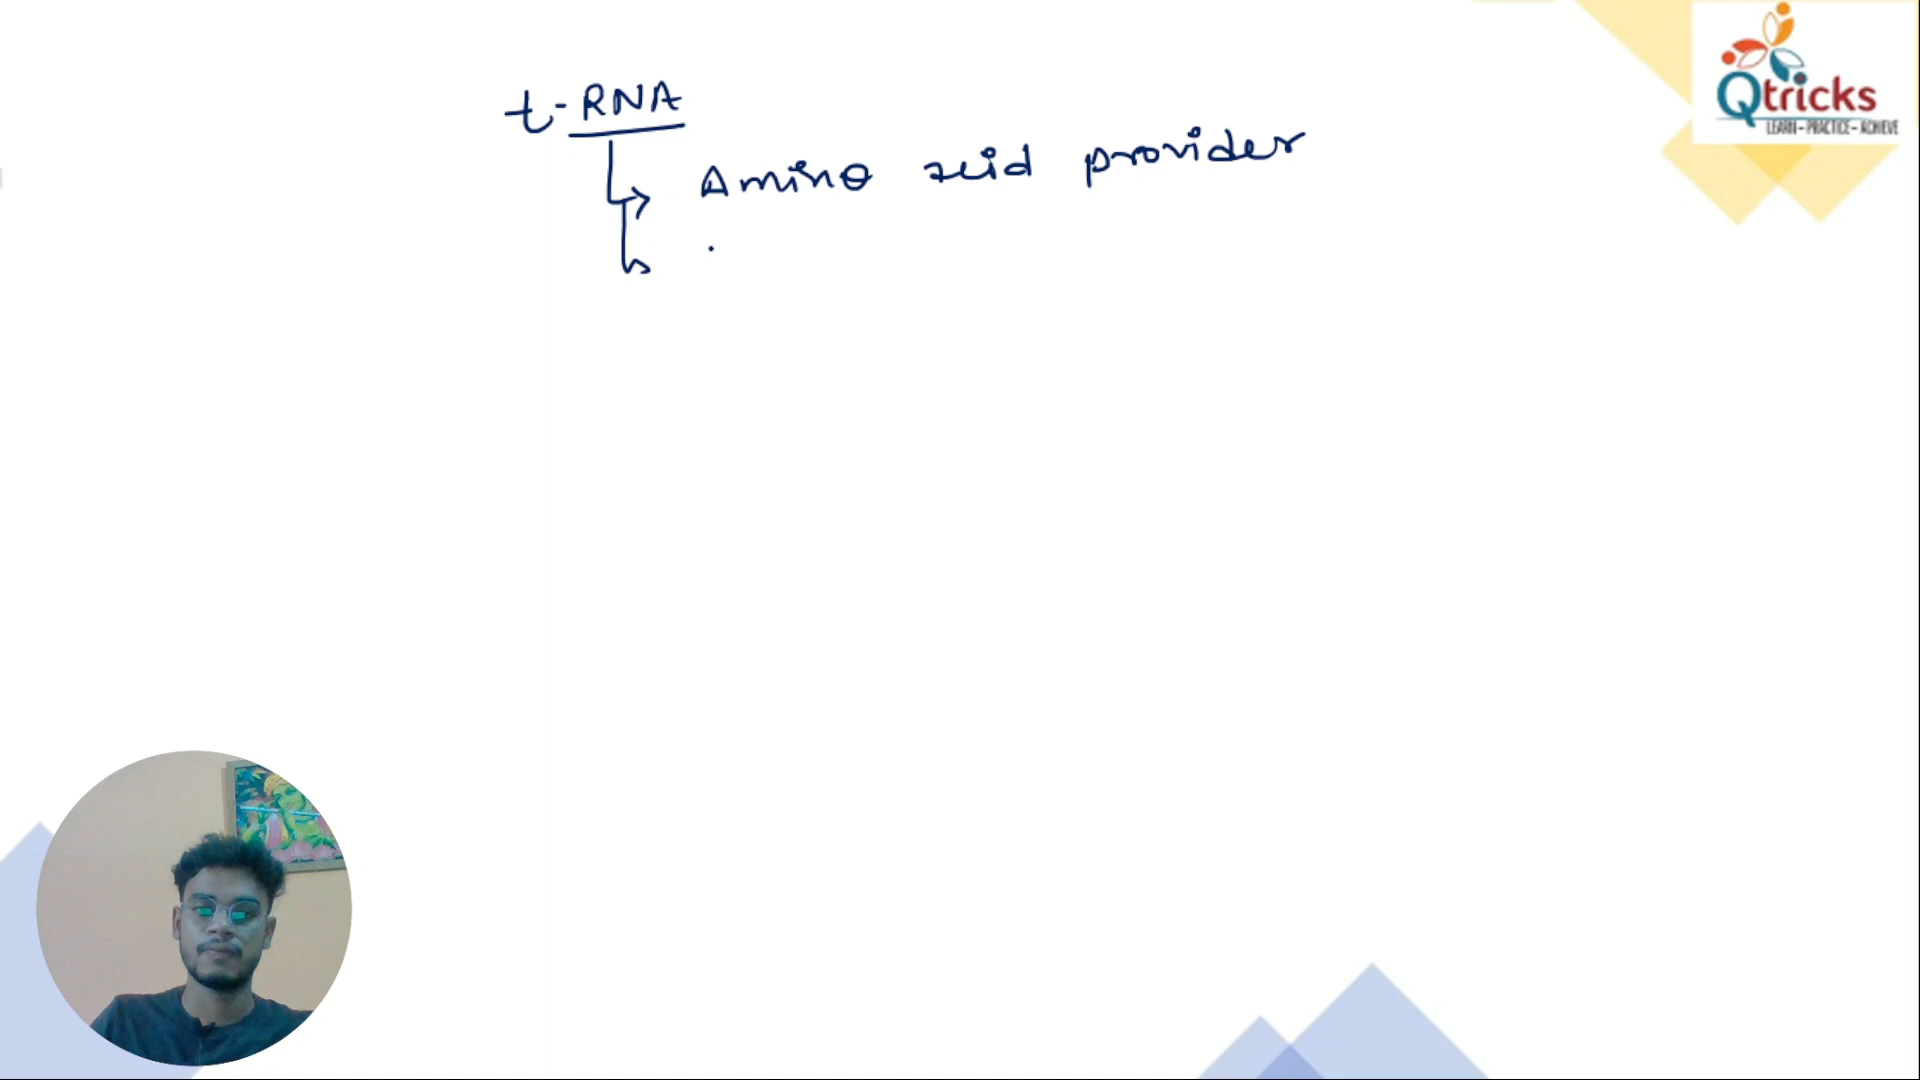 t-RNA
Amino acid provider
Qtricks
LEARN - PRACTICE - ACHIEVE